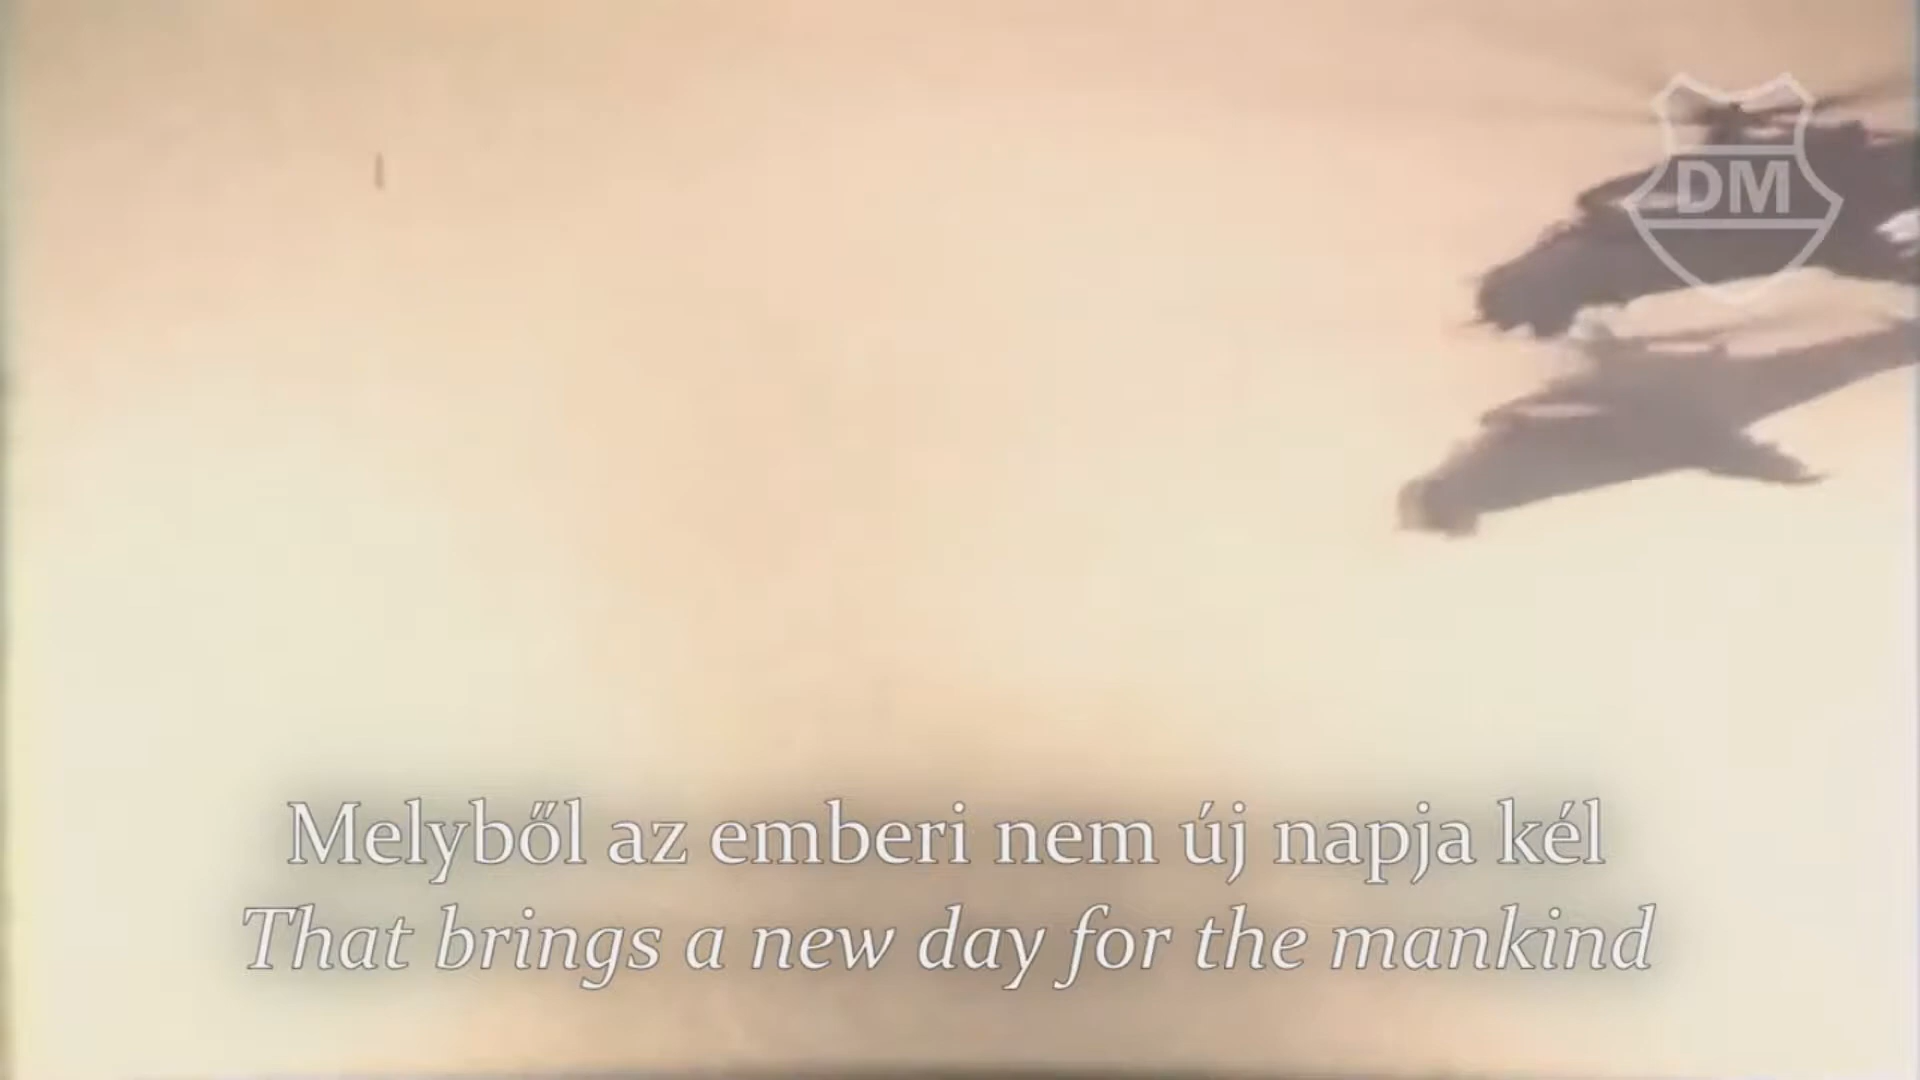 DM
Melyből az emberi nem új napja kél
That brings a new day for the mankind